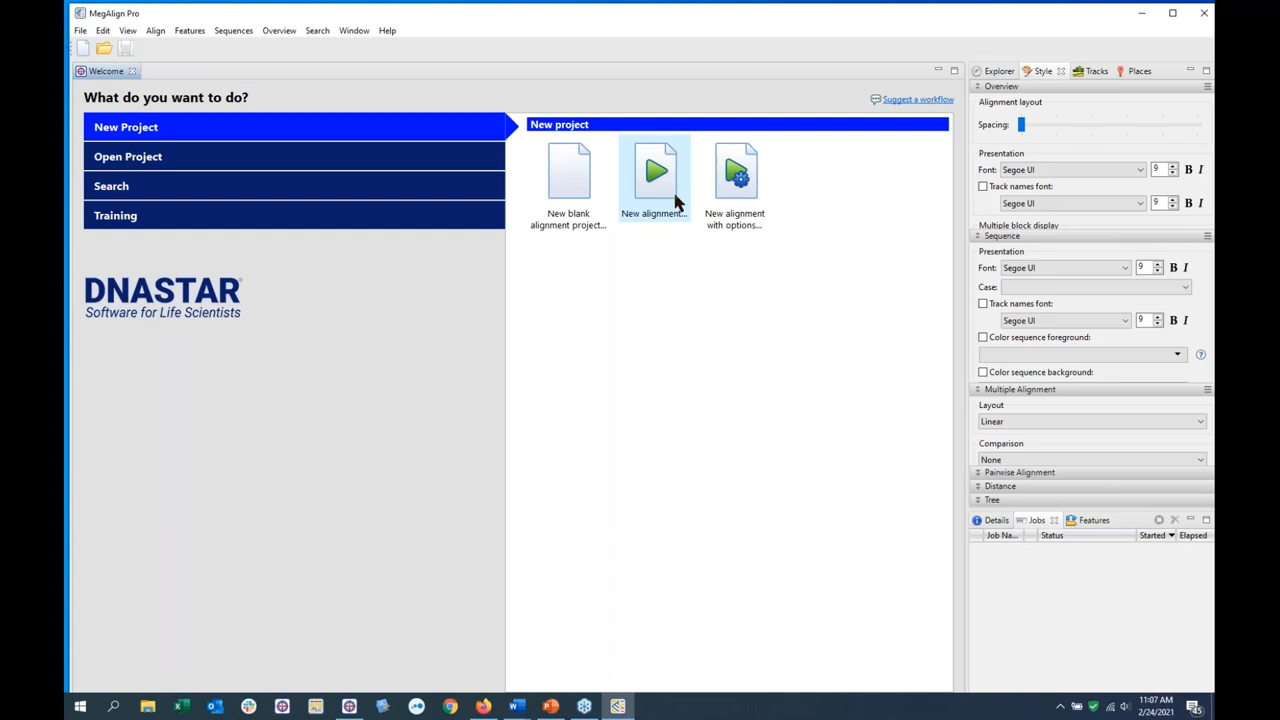 MegAlign Pro
File Edit View Align Features Sequences Overview Search Window Help
Welcome
What do you want to do?
Suggest a workflow
New Project
Open Project
Search
Training
DNASTAR
Software for Life Scientists
New project
New blank
alignment project...
New alignment...
New alignment
with options...
Explorer Style Tracks Places
Overview
Alignment layout
Spacing:
Presentation
Font: Segoe UI 9 B I
Track names font:
Segoe UI 9 B I
Multiple block display
Sequence
Presentation
Font: Segoe UI 9 B I
Case:
Track names font:
Segoe UI 9 B I
Color sequence foreground:
Color sequence background:
Multiple Alignment
Layout
Linear
Comparison
None
Pairwise Alignment
Distance
Tree
Details Jobs Features
Job Na... Status Started Elapsed
11:07 AM
2/24/2021
45